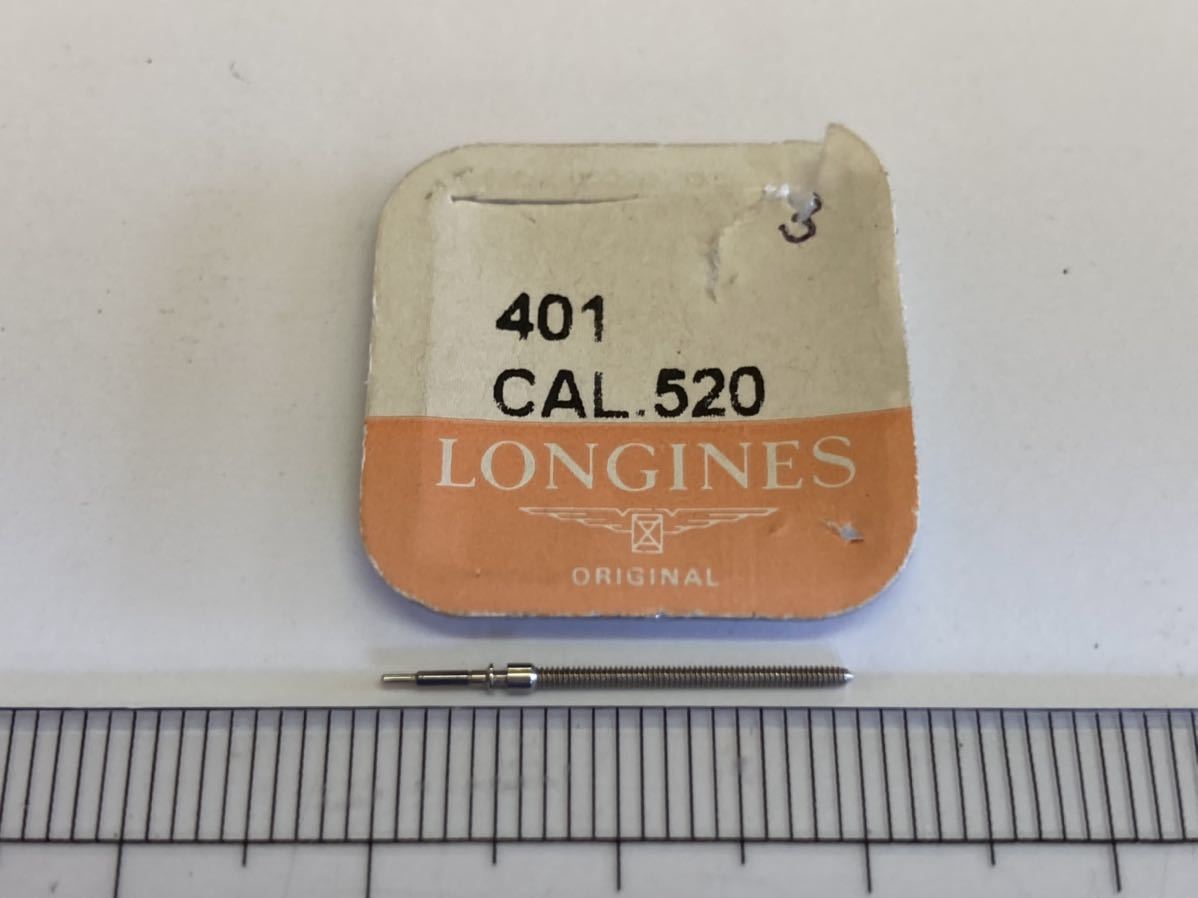 3
401
CAL.520
LONGINES
ORIGINAL